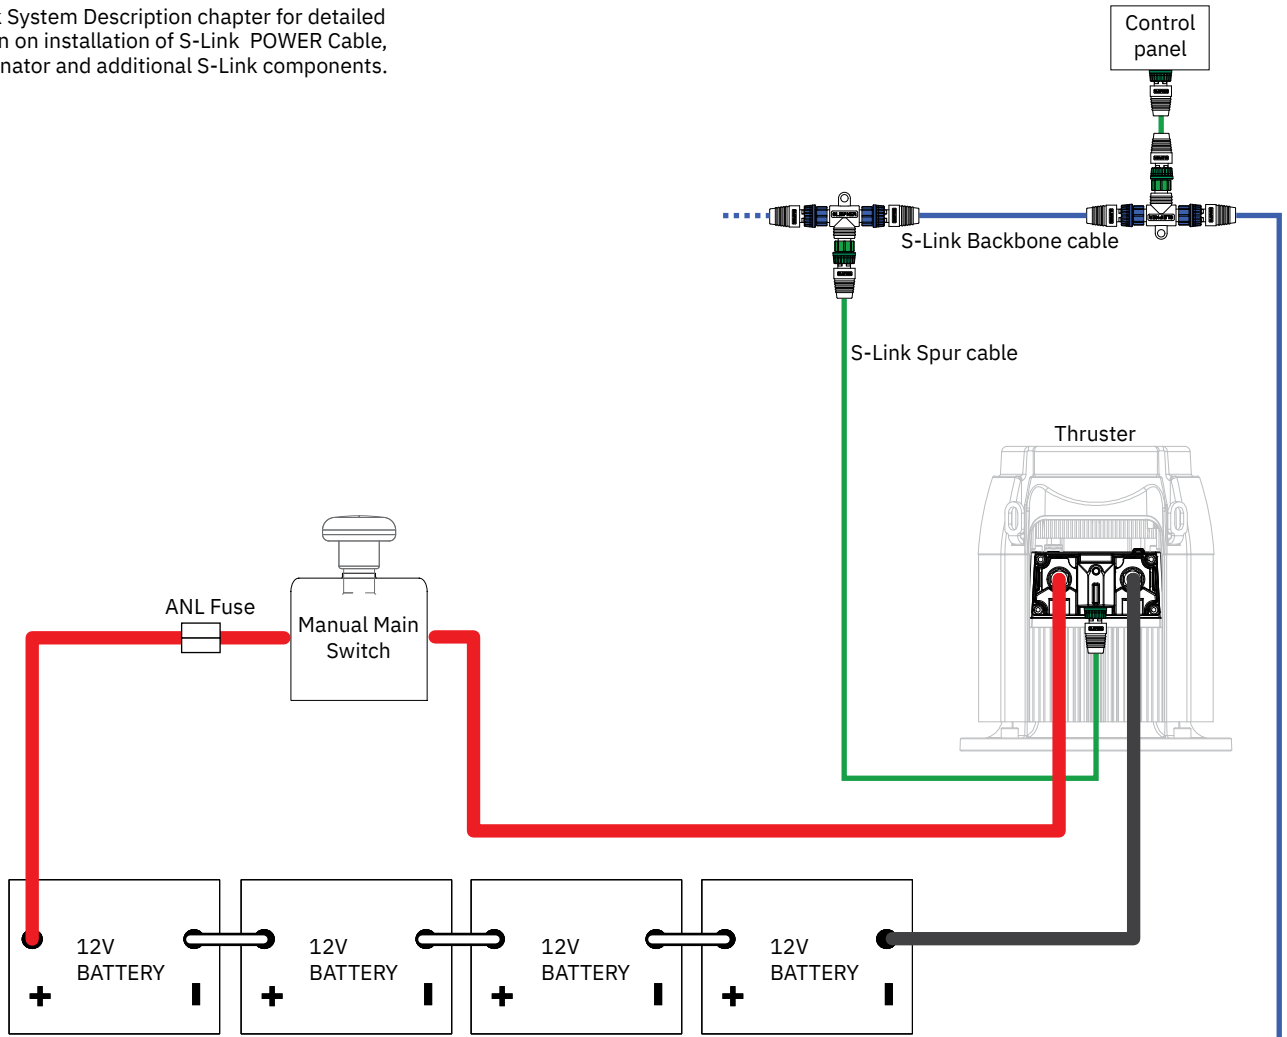 System Description chapter for detailed
on installation of S-Link POWER Cable,
and additional S-Link components.
Control
panel
S-Link Backbone cable
S-Link Spur cable
Thruster
ANL Fuse
Manual Main
Switch
12V
BATTERY
+ -
12V
BATTERY
+ -
12V
BATTERY
+ -
12V
BATTERY
+ -